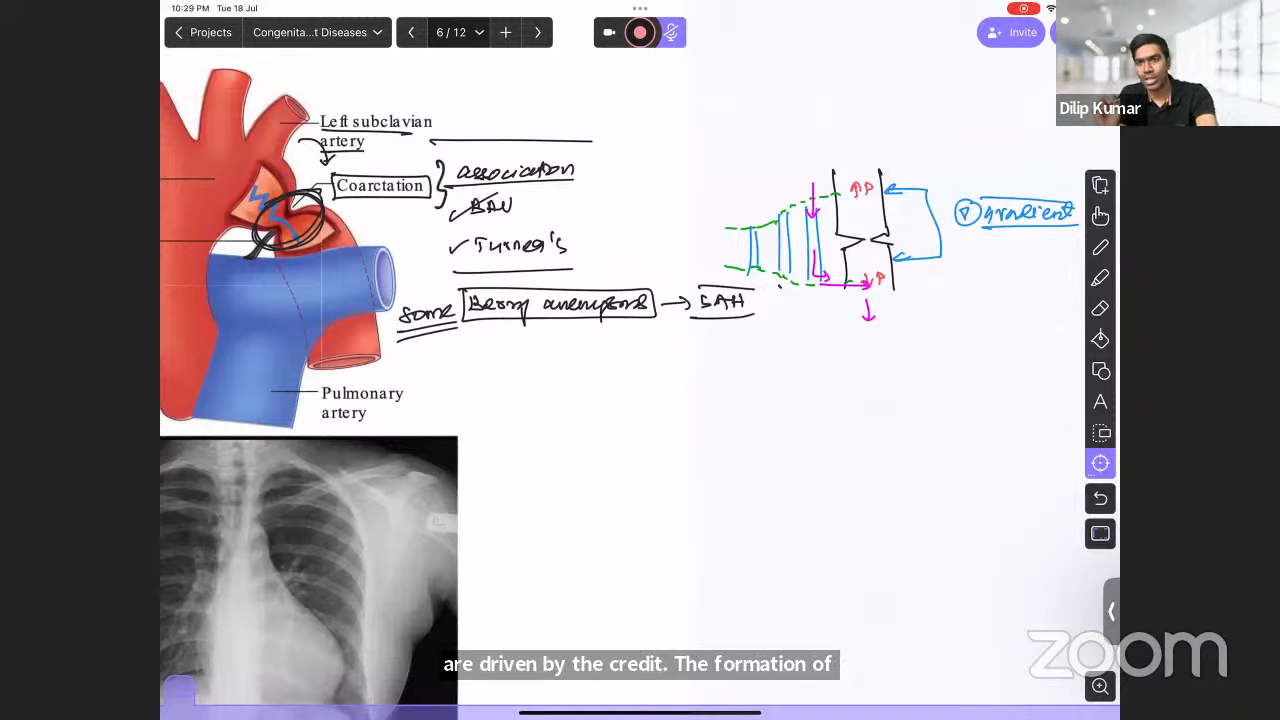 10:29 PM Tue 18 Jul
Projects
Congenita...t Diseases
6 / 12
Invite
Dilip Kumar
Left subclavian
artery
Coarctation
association
BAV
Turner's
Some Berry aneurysms → SAH
Pulmonary
artery
↑P
↓P
gradient
A
L
zoom
are driven by the credit. The formation of